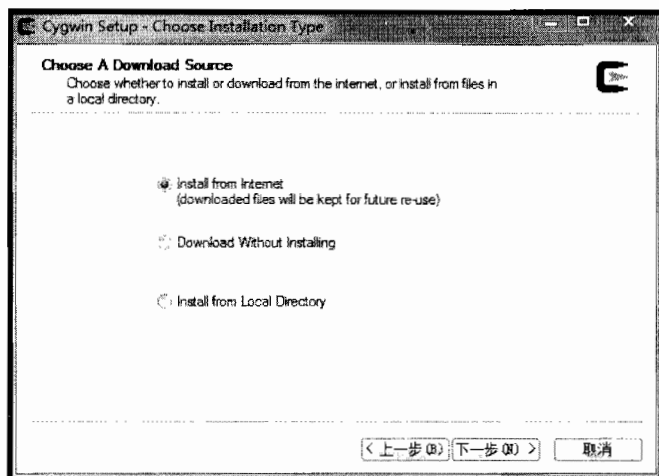 Cygwin Setup - Choose Installation Type
Choose A Download Source
Choose whether to install or download from the internet, or install from files in
a local directory.
Install from Internet
(downloaded files will be kept for future re-use)
Download Without Installing
Install from Local Directory
< 上一步(B)
下一步(N) >
取消